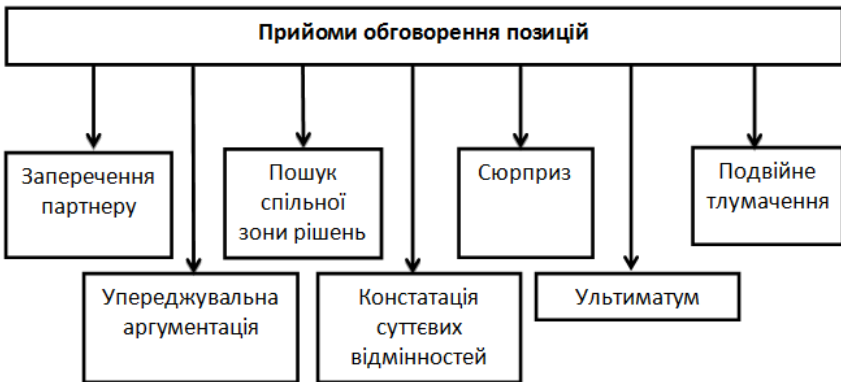 Прийоми обговорення позицій
Заперечення
партнеру
Пошук
спільної
зони рішень
Сюрприз
Подвійне
тлумачення
Упереджувальна
аргументація
Констатація
суттєвих
відмінностей
Ультиматум